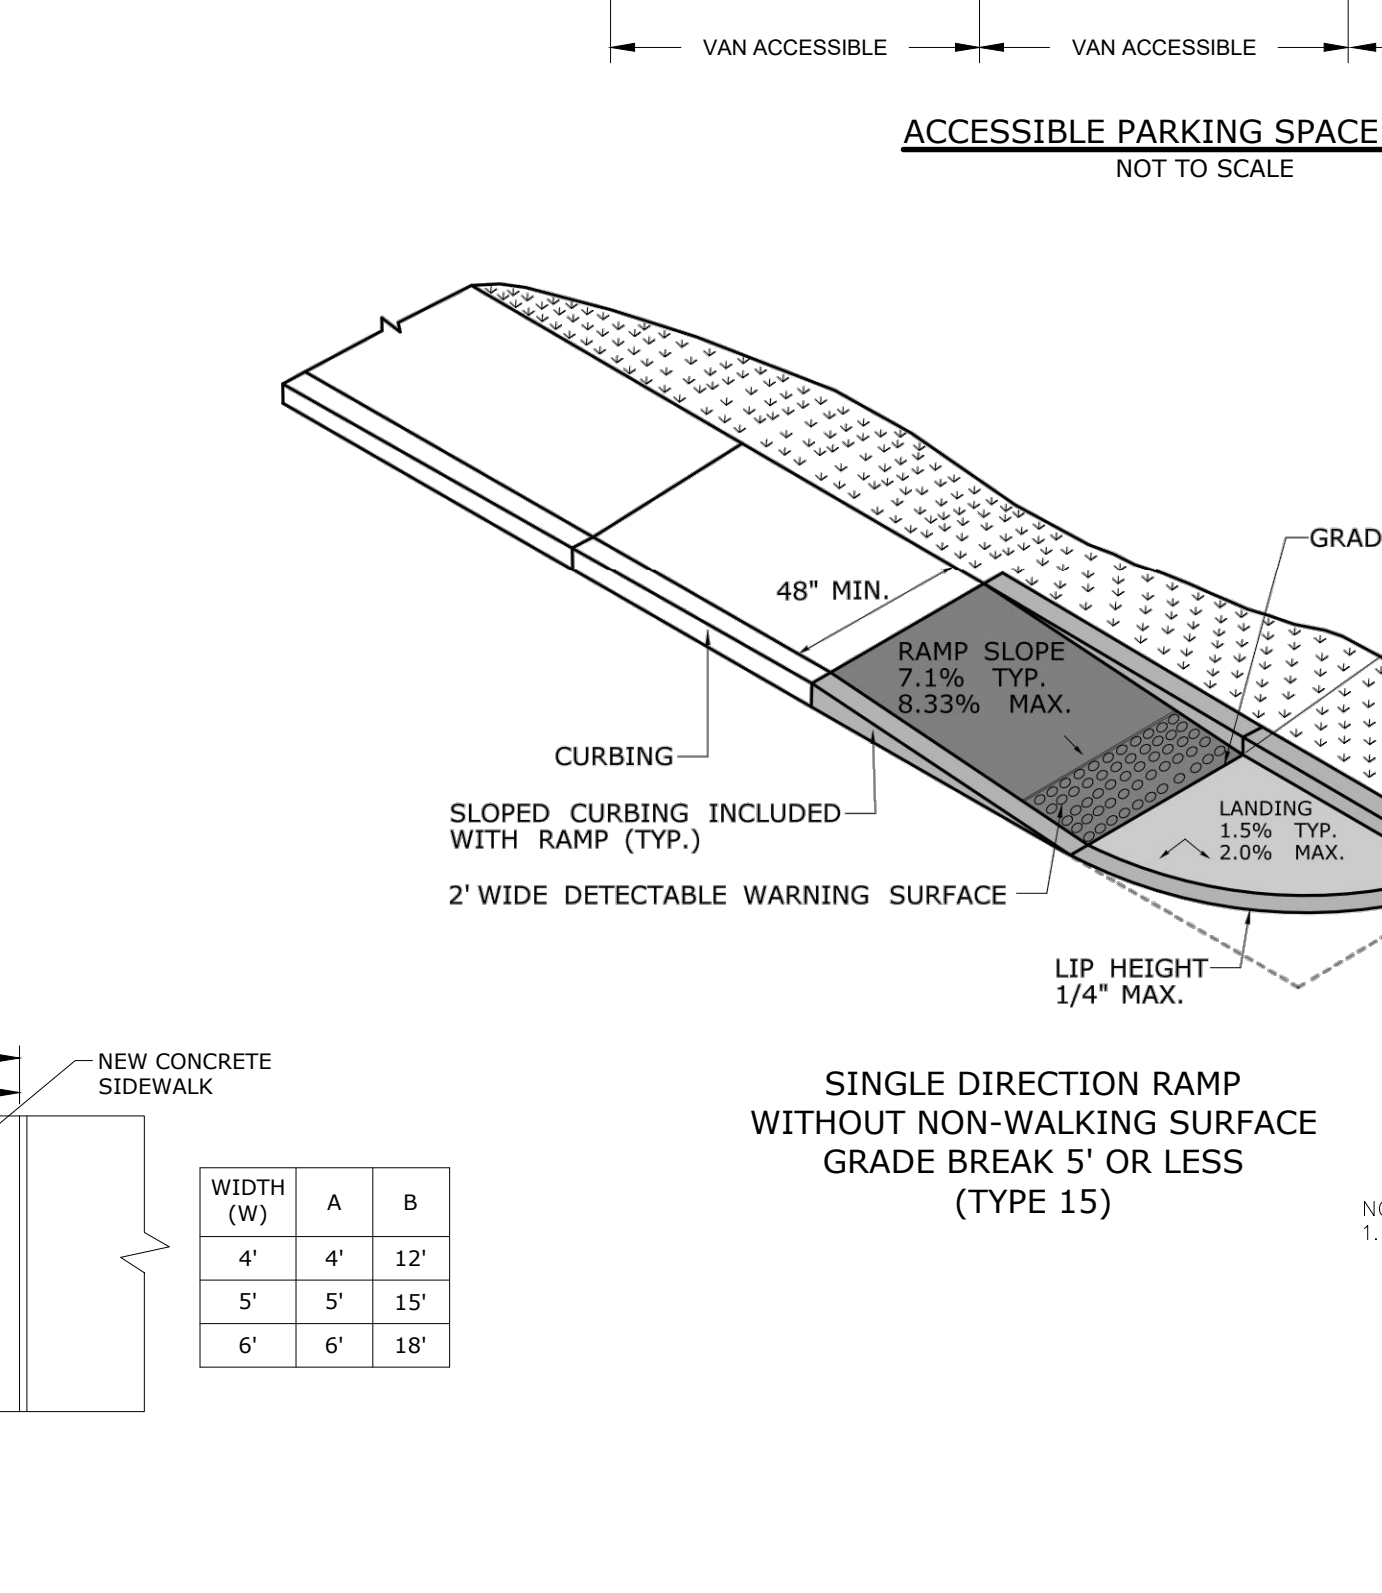 VAN ACCESSIBLE VAN ACCESSIBLE
ACCESSIBLE PARKING SPACE
NOT TO SCALE
GRAD
48" MIN.
RAMP SLOPE
7.1% TYP.
8.33% MAX.
CURBING
SLOPED CURBING INCLUDED
WITH RAMP (TYP.)
LANDING
1.5% TYP.
2.0% MAX.
2' WIDE DETECTABLE WARNING SURFACE
LIP HEIGHT
1/4" MAX.
NEW CONCRETE
SIDEWALK
SINGLE DIRECTION RAMP
WITHOUT NON-WALKING SURFACE
GRADE BREAK 5' OR LESS
(TYPE 15)
WIDTH
(W) A B
4' 4' 12'
5' 5' 15'
6' 6' 18'
1.